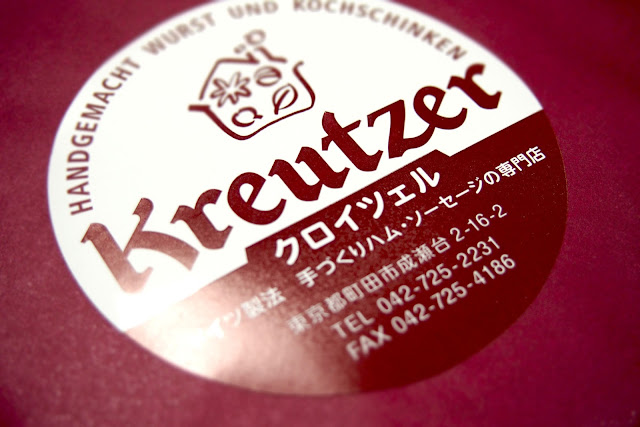 HANDGEMACHT WURST UND KOCHSCHINKEN
Kreutzer
クロイツェル
イツ製法 手づくりハム・ソーセージの専門店
東京都町田市成瀬台2-16-2
TEL 042-725-2231
FAX 042-725-4186